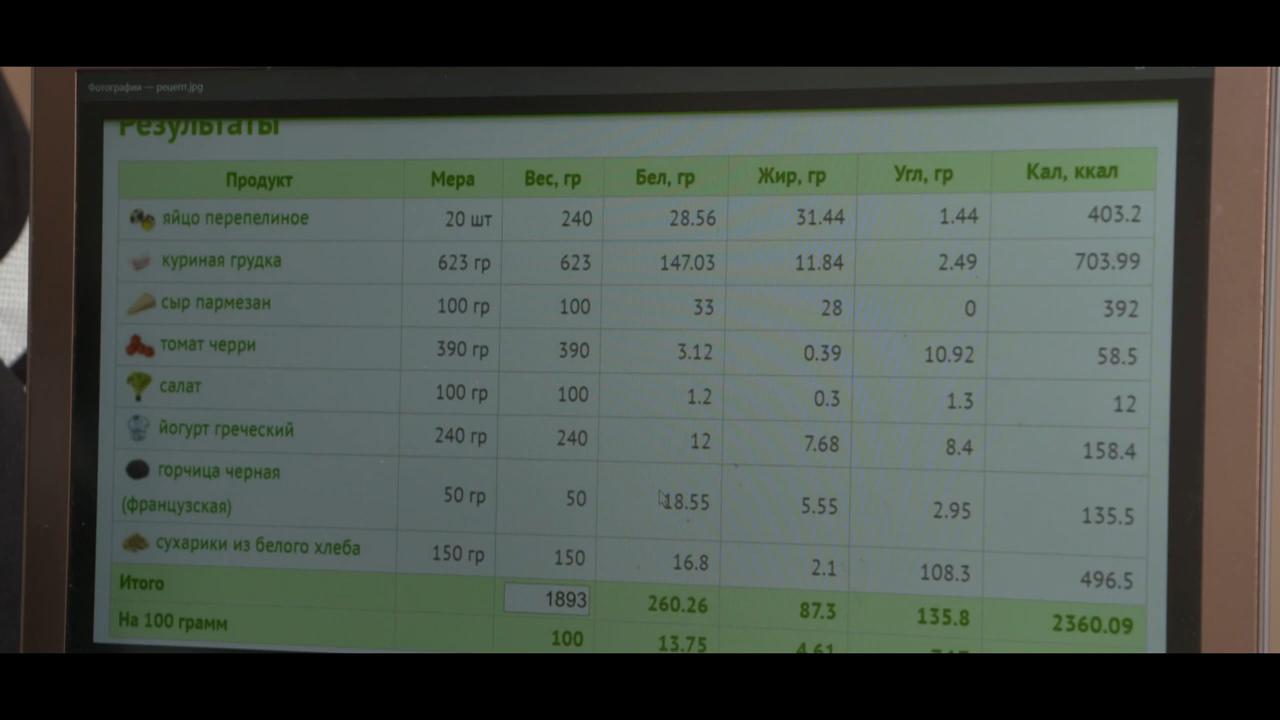 Фотографии — рецепт.jpg
Результаты
Продукт Мера Вес, гр Бел, гр Жир, гр Угл, гр Кал, ккал
яйцо перепелиное 20 шт 240 28.56 31.44 1.44 403.2
куриная грудка 623 гр 623 147.03 11.84 2.49 703.99
сыр пармезан 100 гр 100 33 28 0 392
томат черри 390 гр 390 3.12 0.39 10.92 58.5
салат 100 гр 100 1.2 0.3 1.3 12
йогурт греческий 240 гр 240 12 7.68 8.4 158.4
горчица черная
(французская) 50 гр 50 18.55 5.55 2.95 135.5
сухарики из белого хлеба 150 гр 150 16.8 2.1 108.3 496.5
Итого 1893 260.26 87.3 135.8 2360.09
На 100 грамм 100 13.75 4.61